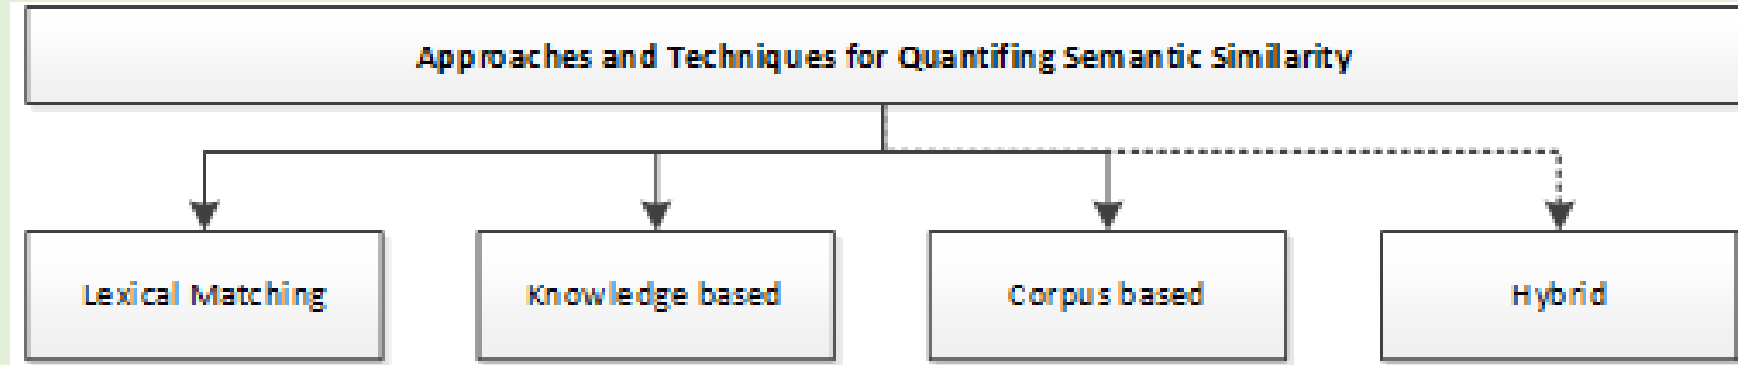 Approaches and Techniques for Quantifing Semantic Similarity
Lexical Matching
Knowledge based
Corpus based
Hybrid